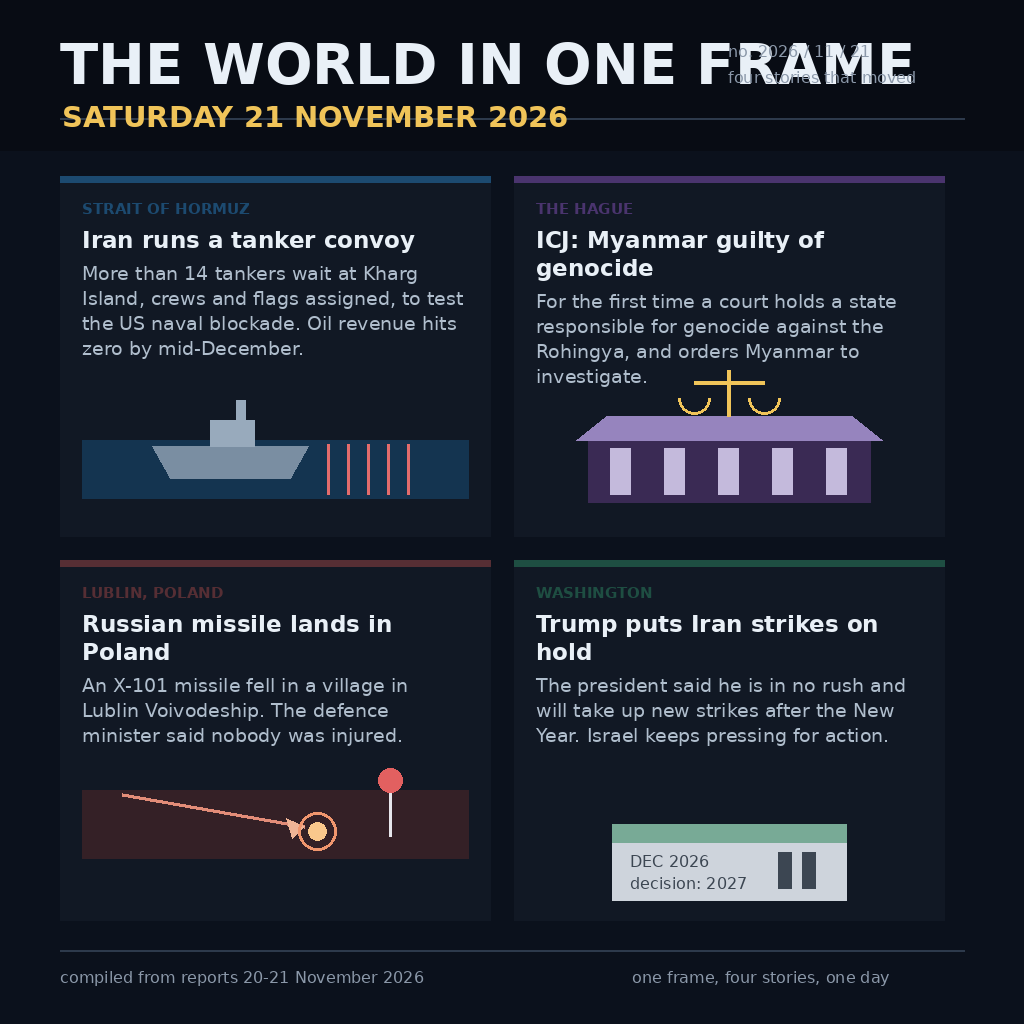 THE WORLD IN ONE FRAME
no. 2026 / 11 / 21
four stories that moved
SATURDAY 21 NOVEMBER 2026
STRAIT OF HORMUZ
Iran runs a tanker convoy
More than 14 tankers wait at Kharg
Island, crews and flags assigned, to test
the US naval blockade. Oil revenue hits
zero by mid-December.
THE HAGUE
ICJ: Myanmar guilty of
genocide
For the first time a court holds a state
responsible for genocide against the
Rohingya, and orders Myanmar to
investigate.
LUBLIN, POLAND
Russian missile lands in
Poland
An X-101 missile fell in a village in
Lublin Voivodeship. The defence
minister said nobody was injured.
WASHINGTON
Trump puts Iran strikes on
hold
The president said he is in no rush and
will take up new strikes after the New
Year. Israel keeps pressing for action.
DEC 2026
decision: 2027
compiled from reports 20-21 November 2026
one frame, four stories, one day